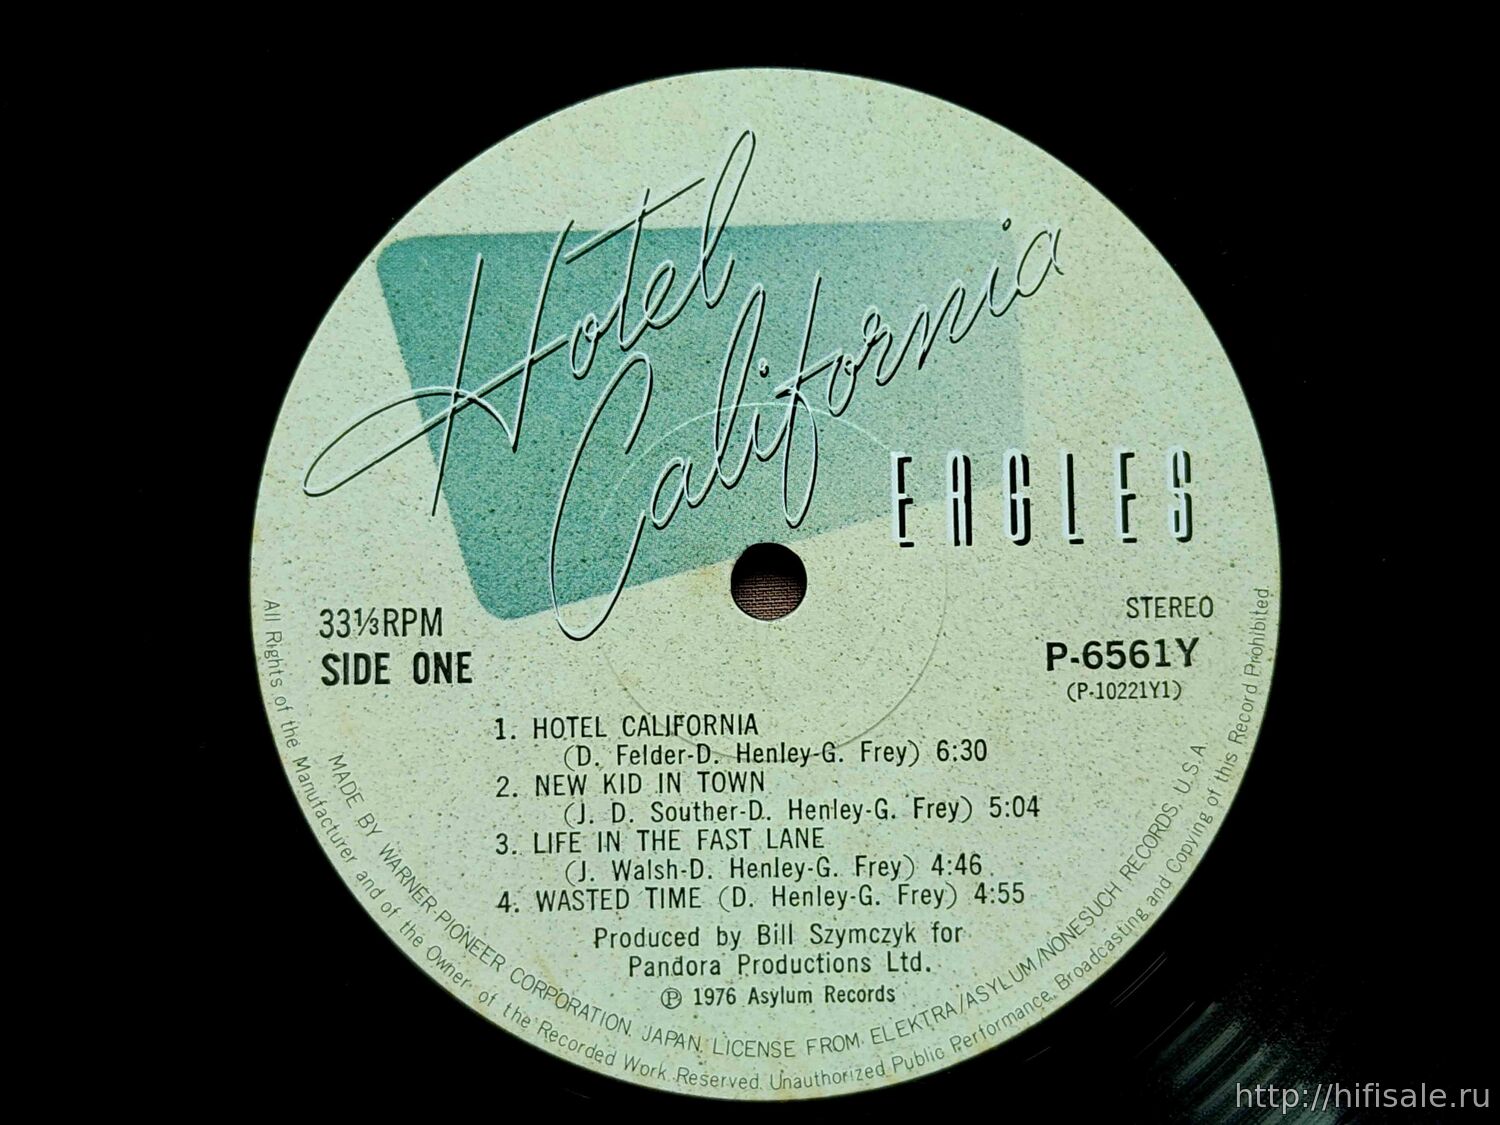 Hotel
California
EAGLES
33⅓RPM
SIDE ONE
STEREO
P-6561Y
(P-10221Y1)
1. HOTEL CALIFORNIA
(D. Felder-D. Henley-G. Frey) 6:30
2. NEW KID IN TOWN
(J. D. Souther-D. Henley-G. Frey) 5:04
3. LIFE IN THE FAST LANE
(J. Walsh-D. Henley-G. Frey) 4:46
4. WASTED TIME (D. Henley-G. Frey) 4:55
Produced by Bill Szymczyk for
Pandora Productions Ltd.
Ⓟ 1976 Asylum Records
MADE BY WARNER-PIONEER CORPORATION, JAPAN. LICENSE FROM ELEKTRA/ASYLUM/NONESUCH RECORDS, U.S.A.
All Rights of the Manufacturer and of the Owner of the Recorded Work Reserved. Unauthorized Public Performance, Broadcasting and Copying of this Record Prohibited.
http://hifisale.ru